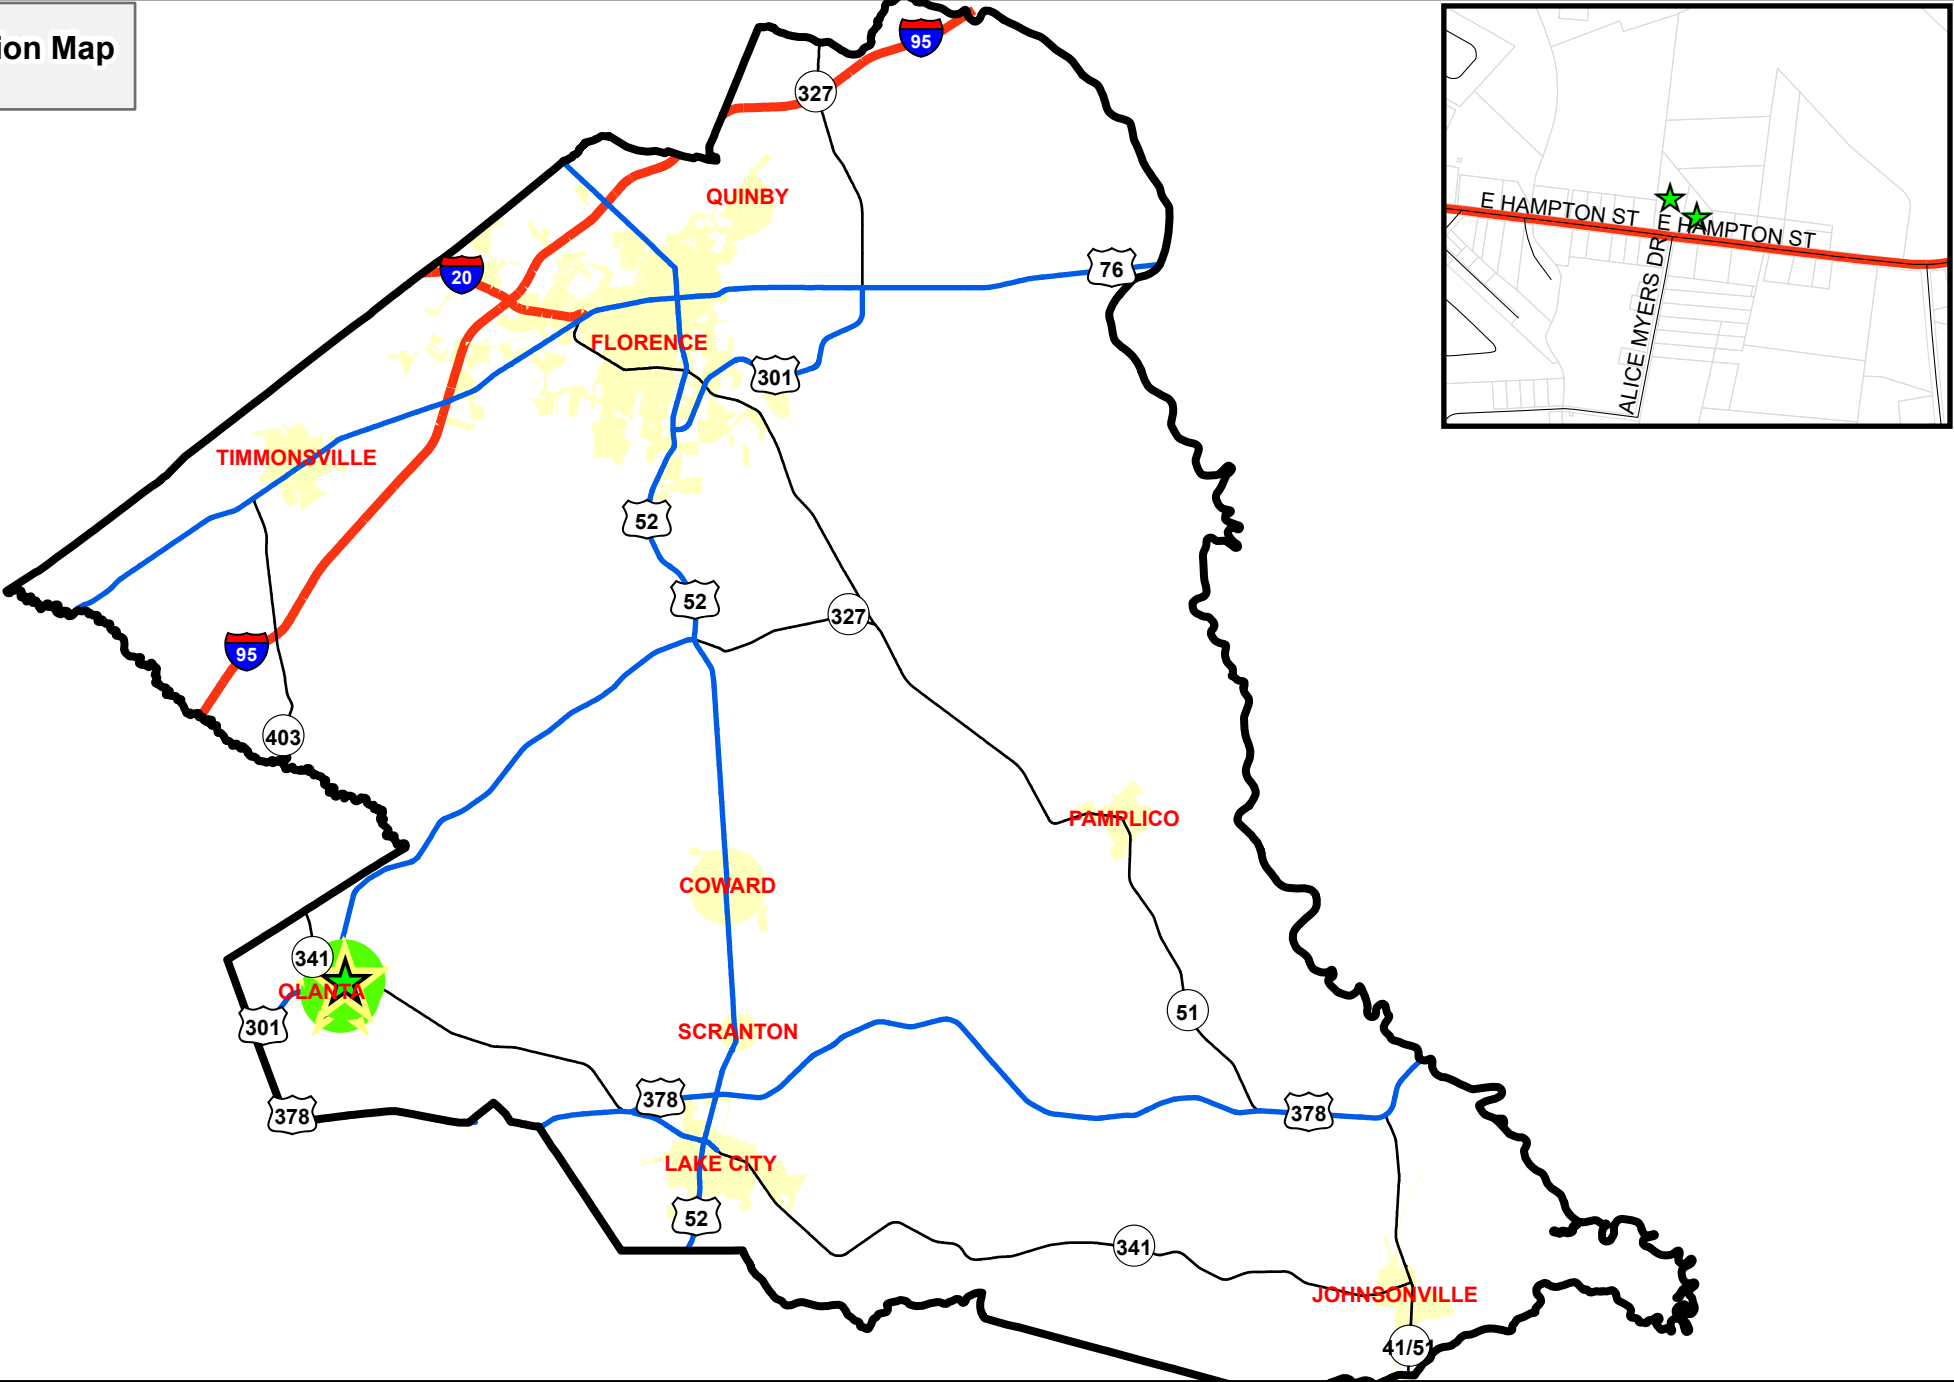 ion Map
95
327
QUINBY
20
76
FLORENCE
301
TIMMONSVILLE
52
52
327
95
403
PAMPLICO
COWARD
341
OLANTA
301
51
SCRANTON
378
378
378
LAKE CITY
52
341
JOHNSONVILLE
41/51
E HAMPTON ST
E HAMPTON ST
ALICE MYERS DR